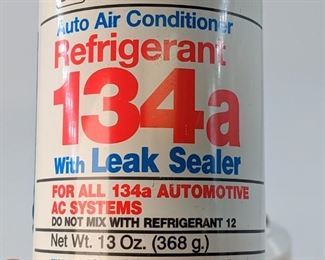 Auto Air Conditioner
Refrigerant
134a
With Leak Sealer
FOR ALL 134a AUTOMOTIVE
AC SYSTEMS
DO NOT MIX WITH REFRIGERANT 12
Net Wt. 13 Oz. (368 g.)